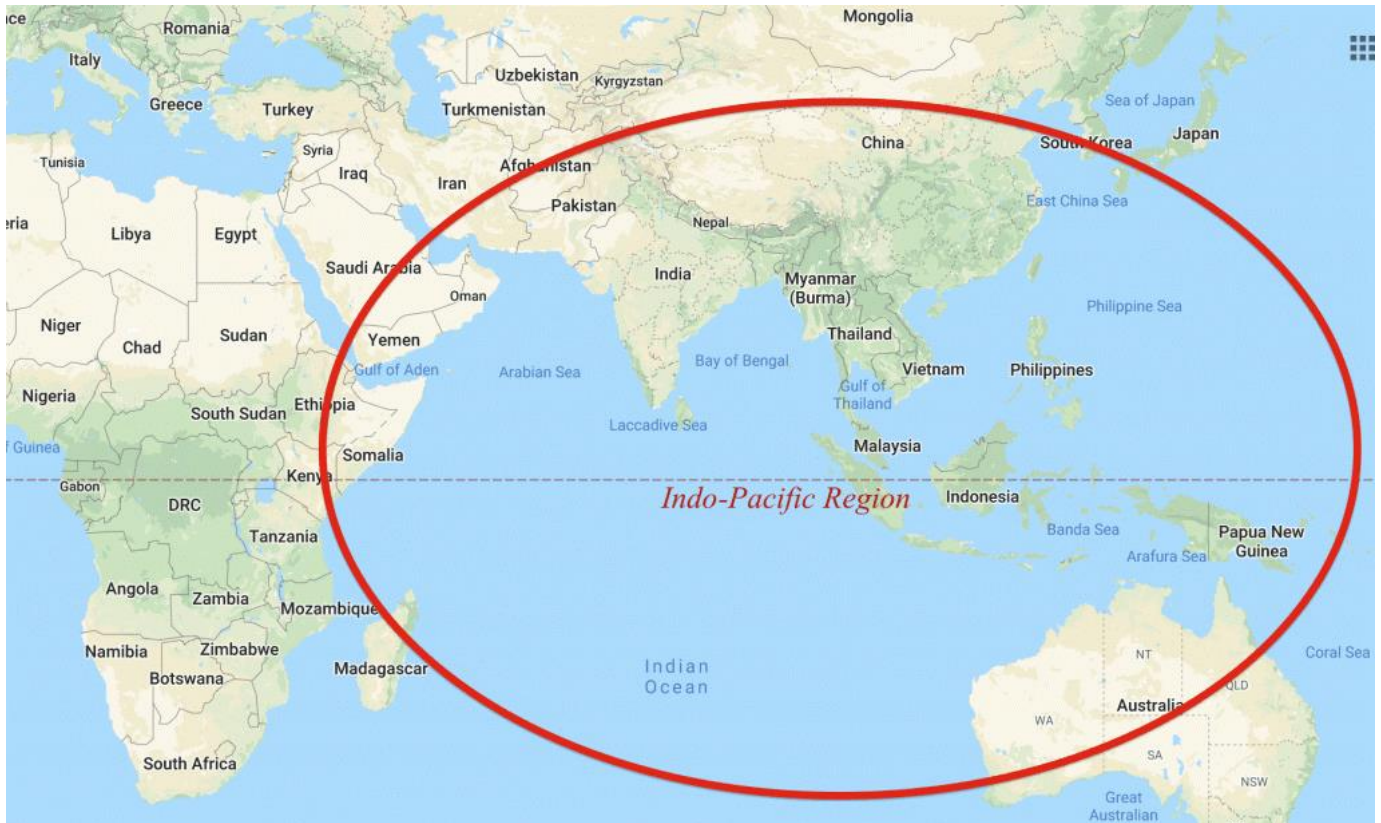 ce
Romania
Mongolia
Italy
Uzbekistan
Kyrgyzstan
Greece
Turkey
Turkmenistan
Sea of Japan
Japan
South Korea
China
Tunisia
Syria
Afghanistan
Iraq
Iran
Pakistan
East China Sea
Nepal
eria
Libya
Egypt
Saudi Arabia
India
Myanmar
(Burma)
Oman
Philippine Sea
Niger
Chad
Sudan
Yemen
Thailand
Gulf of Aden
Arabian Sea
Bay of Bengal
Vietnam
Philippines
Nigeria
Ethiopia
South Sudan
Gulf of
Thailand
Laccadive Sea
f Guinea
Somalia
Malaysia
Kenya
Gabon
DRC
Indo-Pacific Region
Indonesia
Tanzania
Banda Sea
Papua New
Guinea
Arafura Sea
Angola
Zambia
Mozambique
Namibia
Zimbabwe
Botswana
Madagascar
Indian
Ocean
NT
Coral Sea
QLD
Australia
WA
SA
South Africa
NSW
Great
Australian